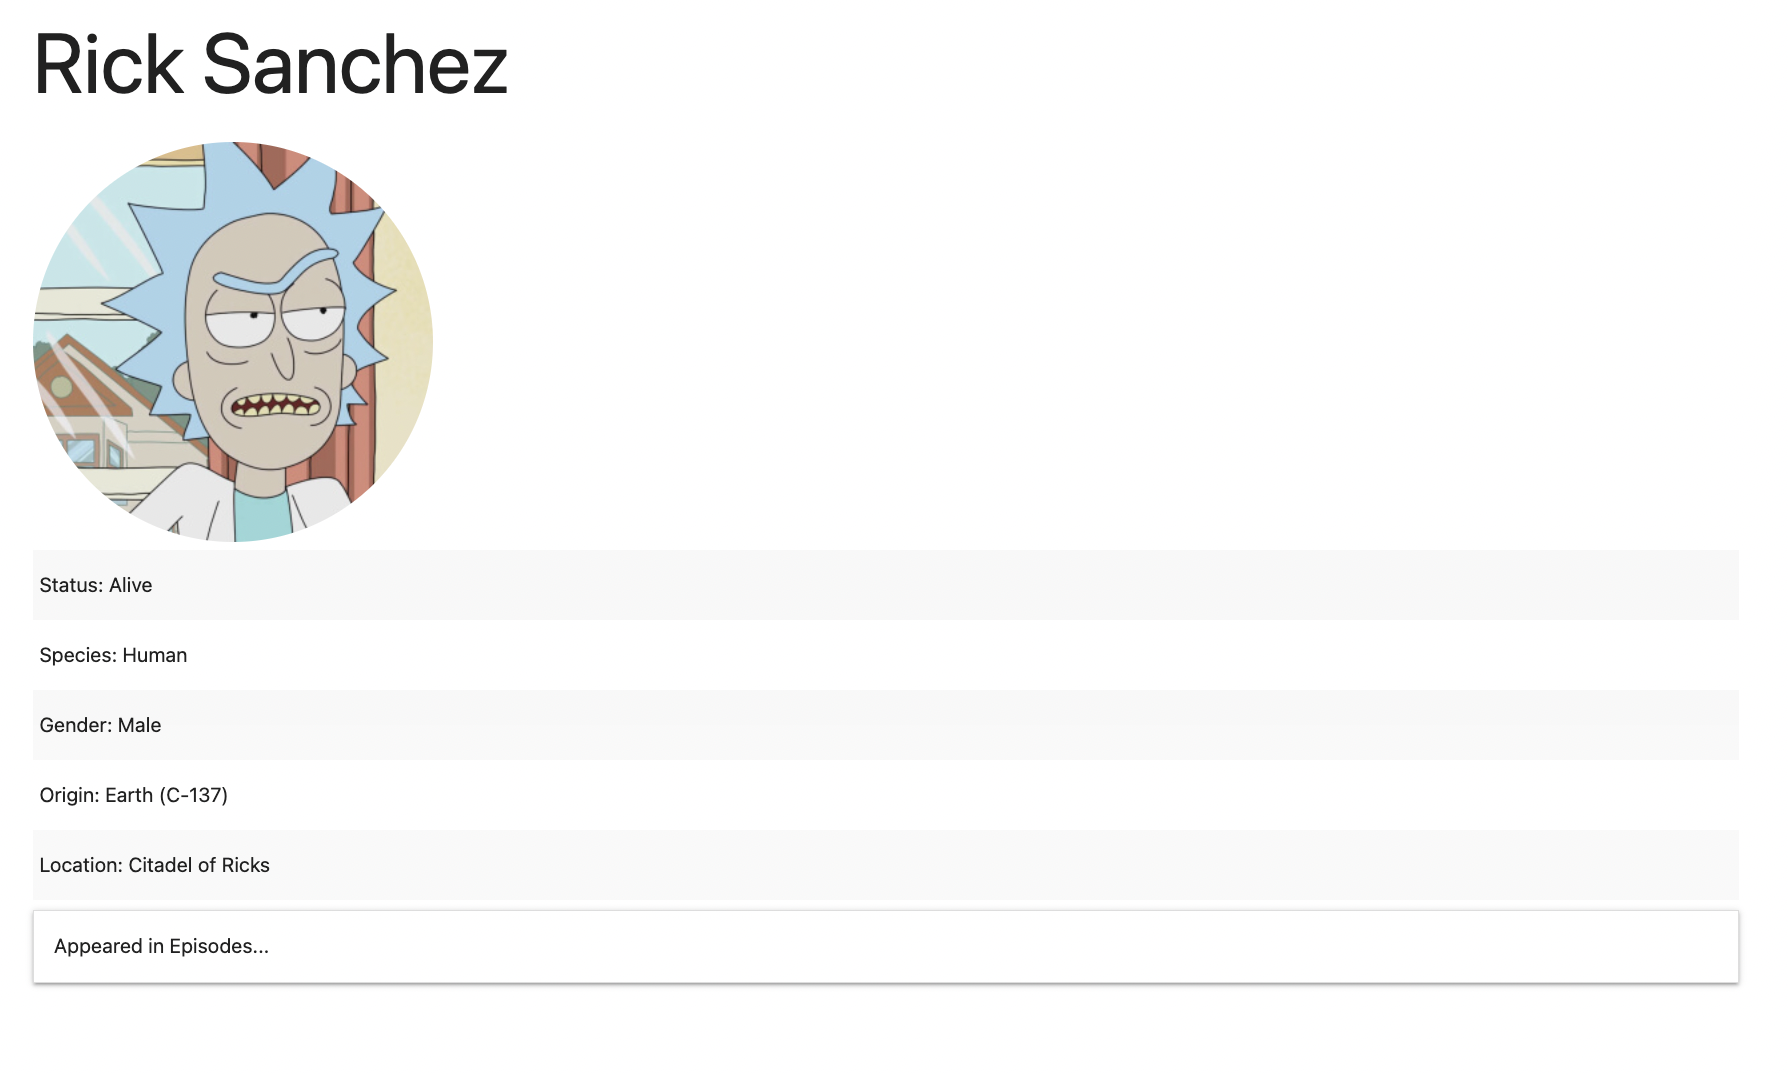 Rick Sanchez
Status: Alive
Species: Human
Gender: Male
Origin: Earth (C-137)
Location: Citadel of Ricks
Appeared in Episodes...